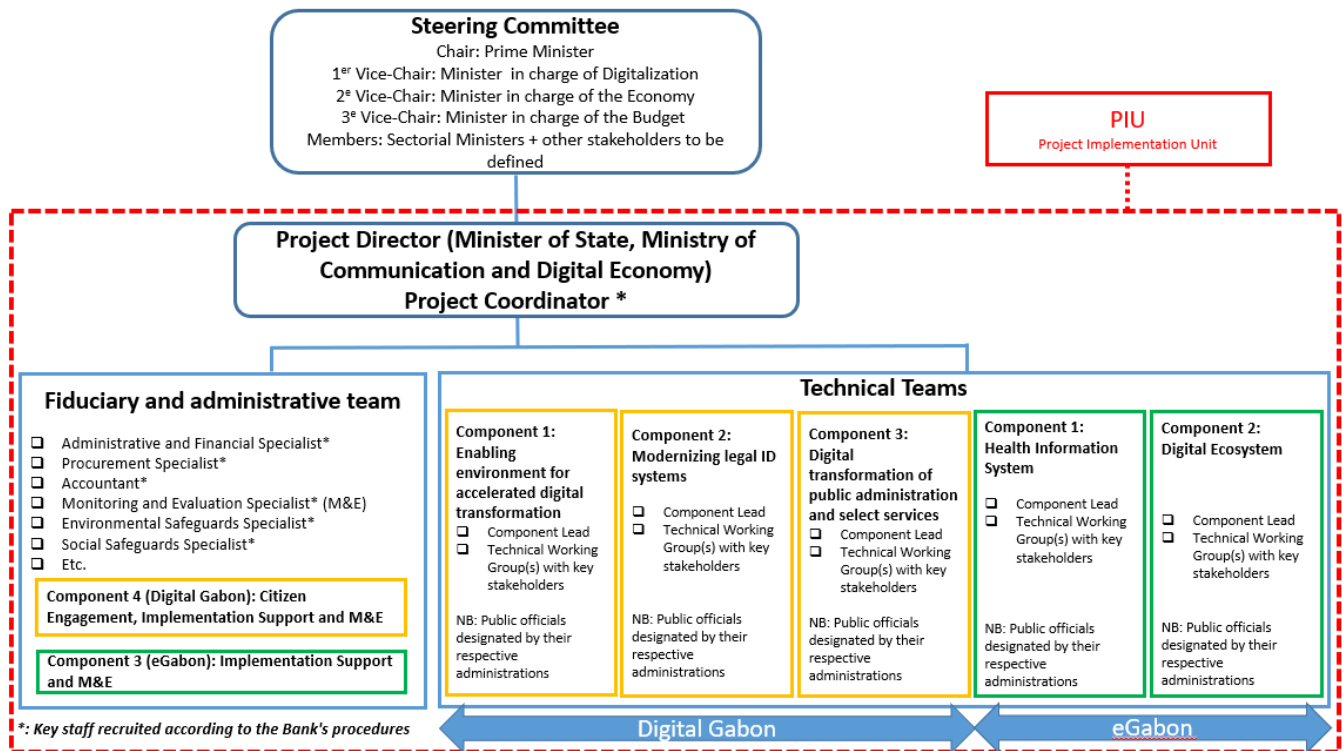 Steering Committee
Chair: Prime Minister
1er Vice-Chair: Minister in charge of Digitalization
2e Vice-Chair: Minister in charge of the Economy
3e Vice-Chair: Minister in charge of the Budget
Members: Sectorial Ministers + other stakeholders to be
defined
PIU
Project Implementation Unit
Project Director (Minister of State, Ministry of
Communication and Digital Economy)
Project Coordinator *
Fiduciary and administrative team
Administrative and Financial Specialist*
Procurement Specialist*
Accountant*
Monitoring and Evaluation Specialist* (M&E)
Environmental Safeguards Specialist*
Social Safeguards Specialist*
Etc.
Component 4 (Digital Gabon): Citizen
Engagement, Implementation Support and M&E
Component 3 (eGabon): Implementation Support
and M&E
Technical Teams
Component 1:
Enabling
environment for
accelerated digital
transformation
Component Lead
Technical Working
Group(s) with key
stakeholders
NB: Public officials
designated by their
respective
administrations
Component 2:
Modernizing legal ID
systems
Component Lead
Technical Working
Group(s) with key
stakeholders
NB: Public officials
designated by their
respective
administrations
Component 3:
Digital
transformation of
public administration
and select services
Component Lead
Technical Working
Group(s) with key
stakeholders
NB: Public officials
designated by their
respective
administrations
Component 1:
Health Information
System
Component Lead
Technical Working
Group(s) with key
stakeholders
NB: Public officials
designated by their
respective
administrations
Component 2:
Digital Ecosystem
Component Lead
Technical Working
Group(s) with key
stakeholders
NB: Public officials
designated by their
respective
administrations
*: Key staff recruited according to the Bank's procedures
Digital Gabon
eGabon